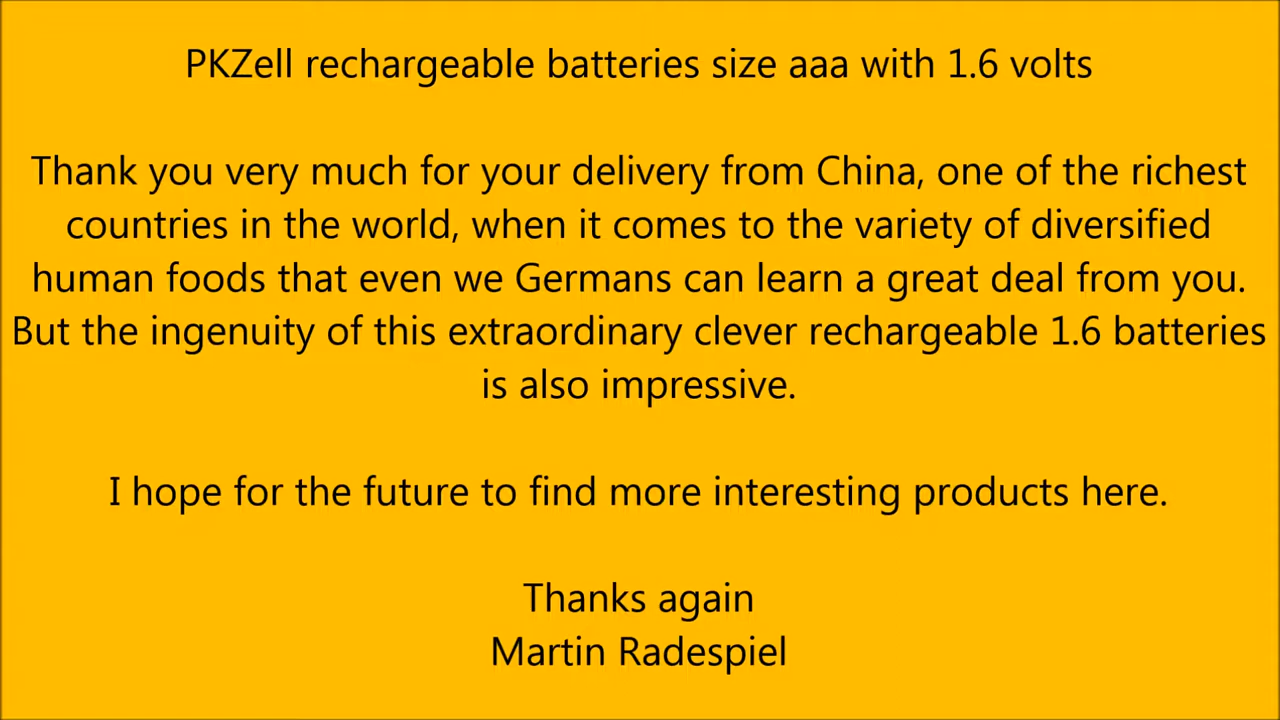 PKZell rechargeable batteries size aaa with 1.6 volts
Thank you very much for your delivery from China, one of the richest
countries in the world, when it comes to the variety of diversified
human foods that even we Germans can learn a great deal from you.
But the ingenuity of this extraordinary clever rechargeable 1.6 batteries
is also impressive.
I hope for the future to find more interesting products here.
Thanks again
Martin Radespiel